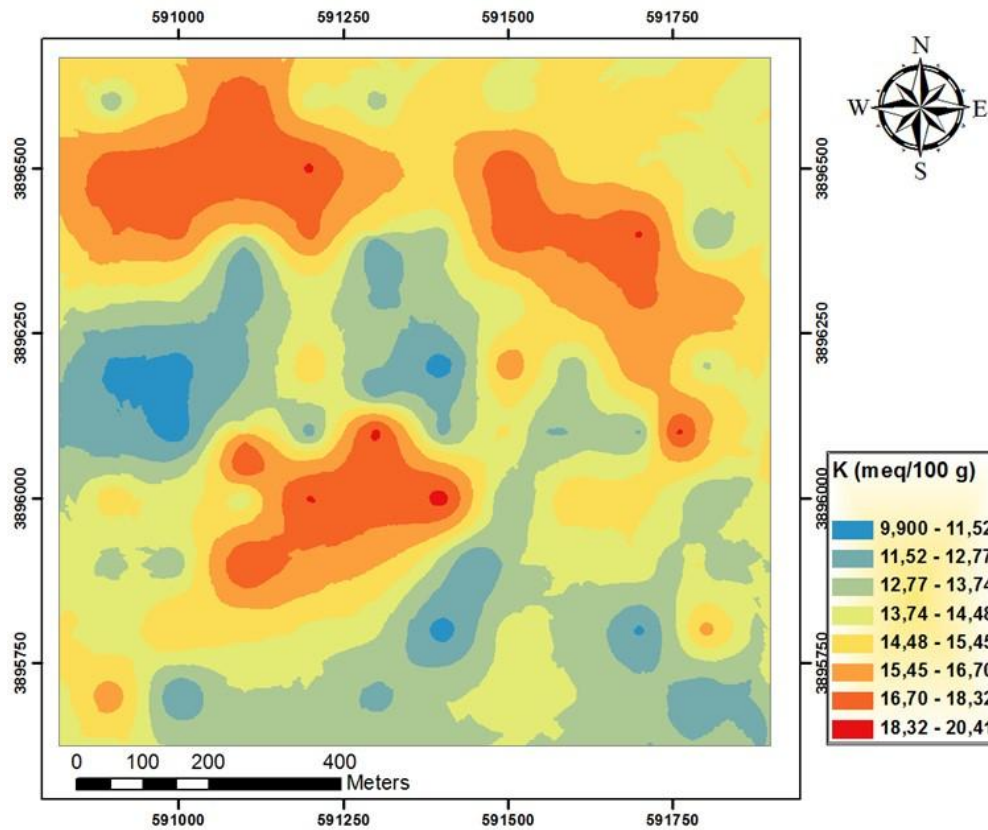 591000 591250 591500 591750
N
W E
S
3896500 3896500
3896250 3896250
3896000 3896000
3895750 3895750
K (meq/100 g)
9,900 - 11,52
11,52 - 12,77
12,77 - 13,74
13,74 - 14,48
14,48 - 15,45
15,45 - 16,70
16,70 - 18,32
18,32 - 20,41
0 100 200 400
Meters
591000 591250 591500 591750